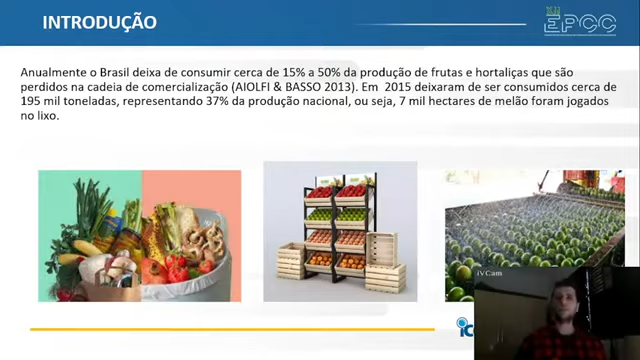 INTRODUÇÃO
EPCC
Anualmente o Brasil deixa de consumir cerca de 15% a 50% da produção de frutas e hortaliças que são
perdidos na cadeia de comercialização (AIOLFI & BASSO 2013). Em 2015 deixaram de ser consumidos cerca de
195 mil toneladas, representando 37% da produção nacional, ou seja, 7 mil hectares de melão foram jogados
no lixo.
iVCam